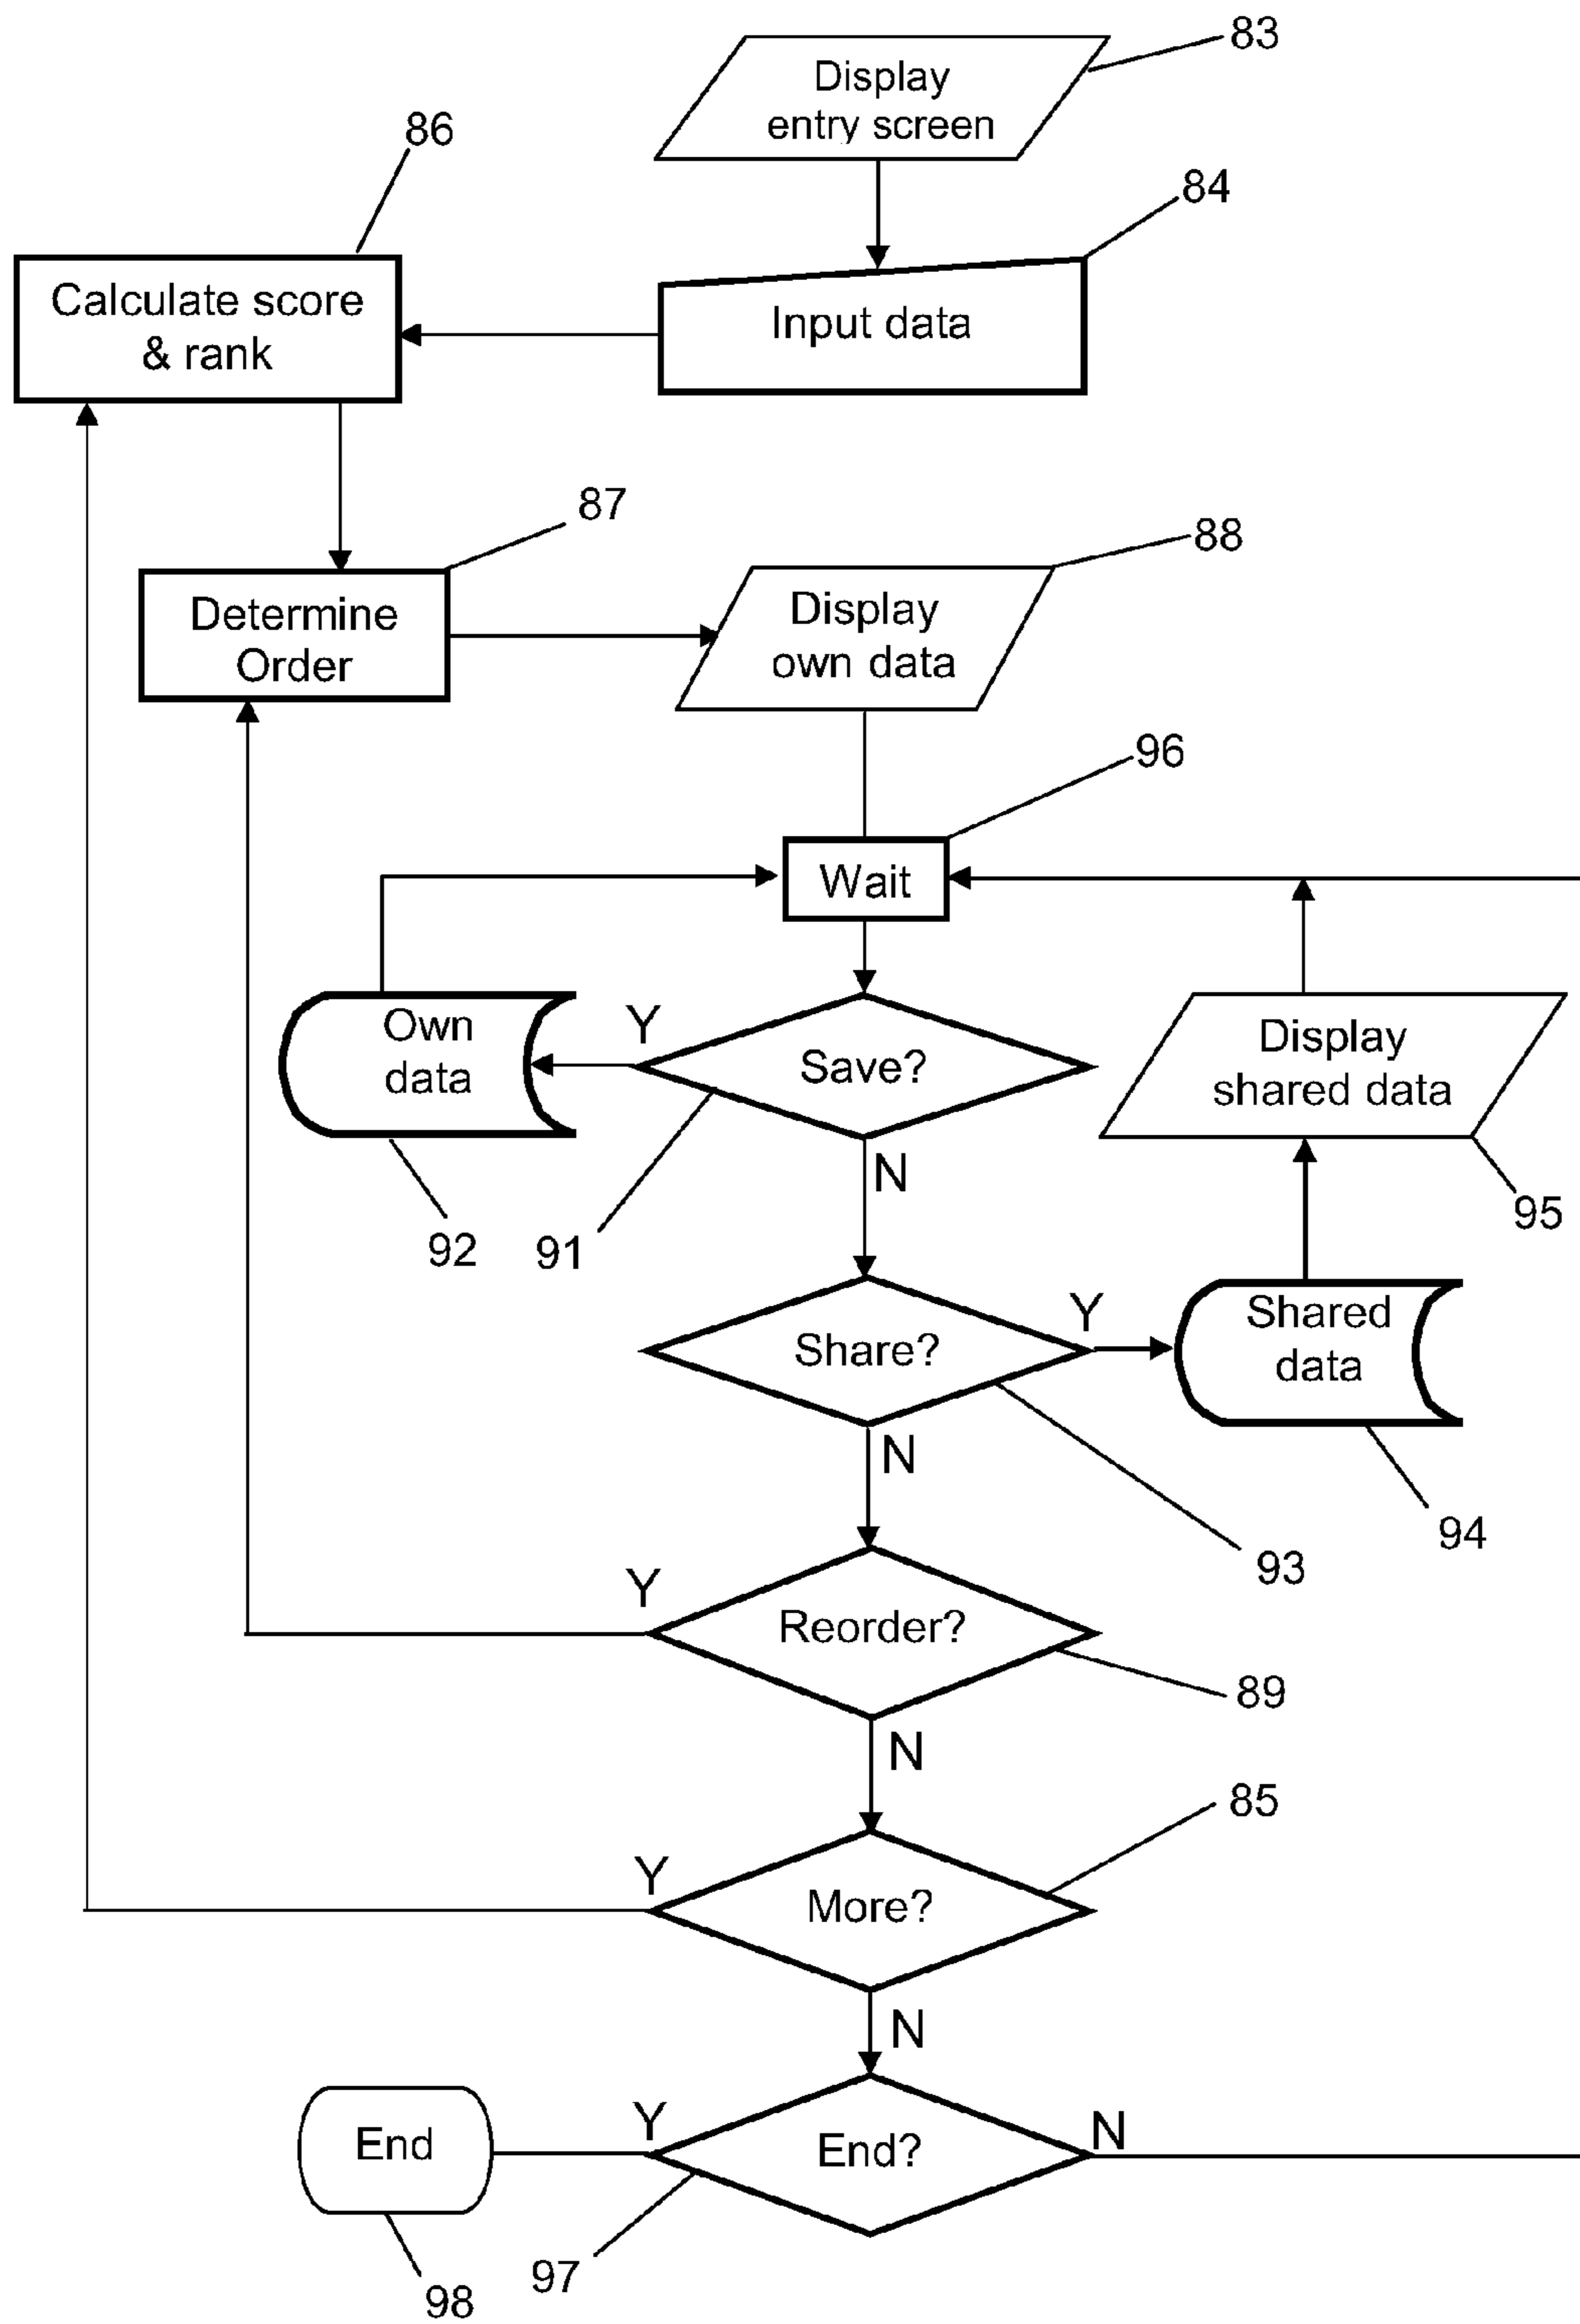 83
Display
entry screen
86
84
Calculate score
& rank
Input data
87
88
Determine
Order
Display
own data
96
Wait
Own
data
Y
Save?
Display
shared data
N
92
91
95
Share?
Y
Shared
data
N
94
93
Y
Reorder?
89
N
85
Y
More?
N
End
Y
End?
N
97
98